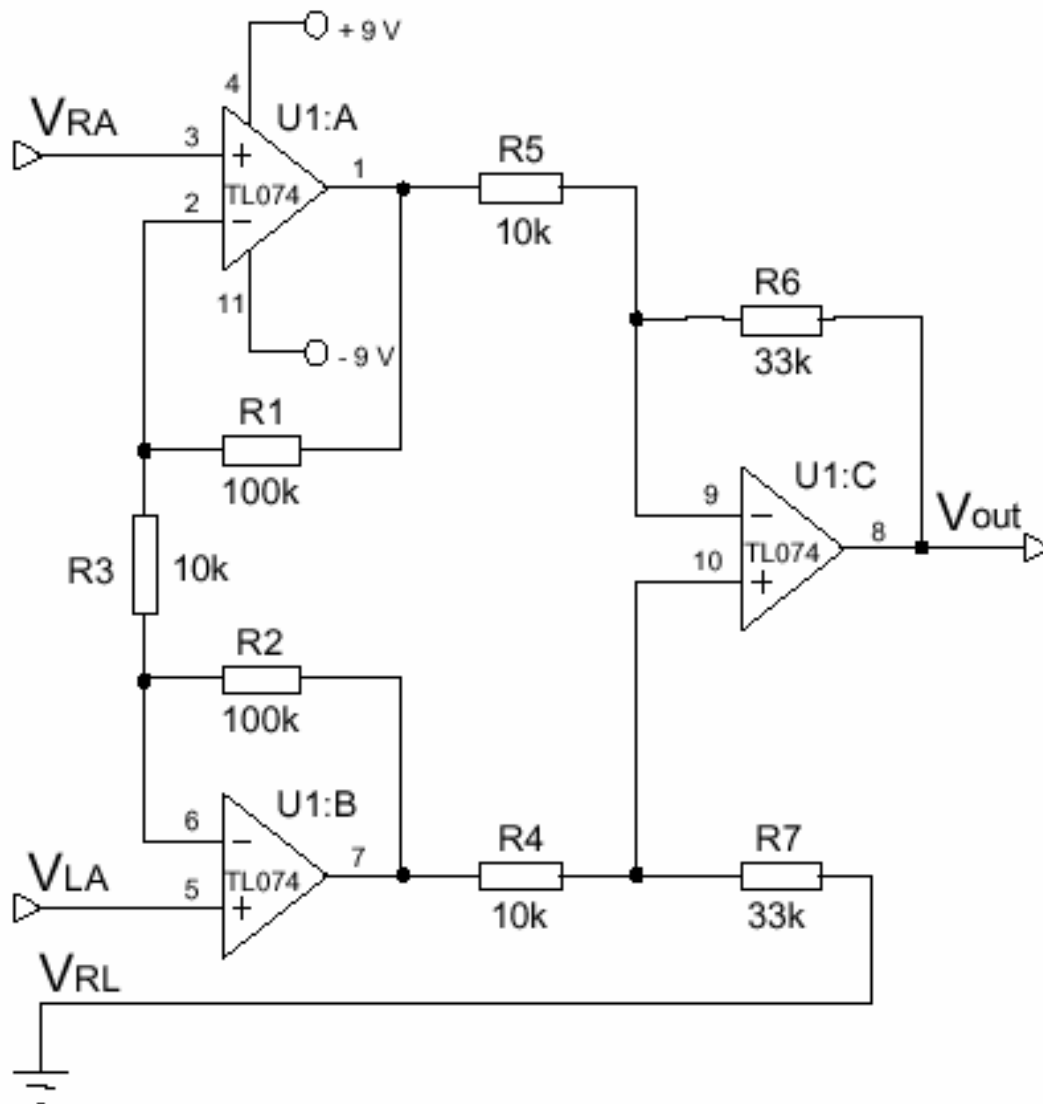 + 9 V
4
U1:A
VRA
3
+
TL074
1
2
−
R5
10k
11
- 9 V
R6
33k
R1
100k
U1:C
9
−
TL074
8
Vout
10
+
R3
10k
R2
100k
U1:B
6
−
TL074
7
R4
10k
R7
33k
VLA
5
+
VRL